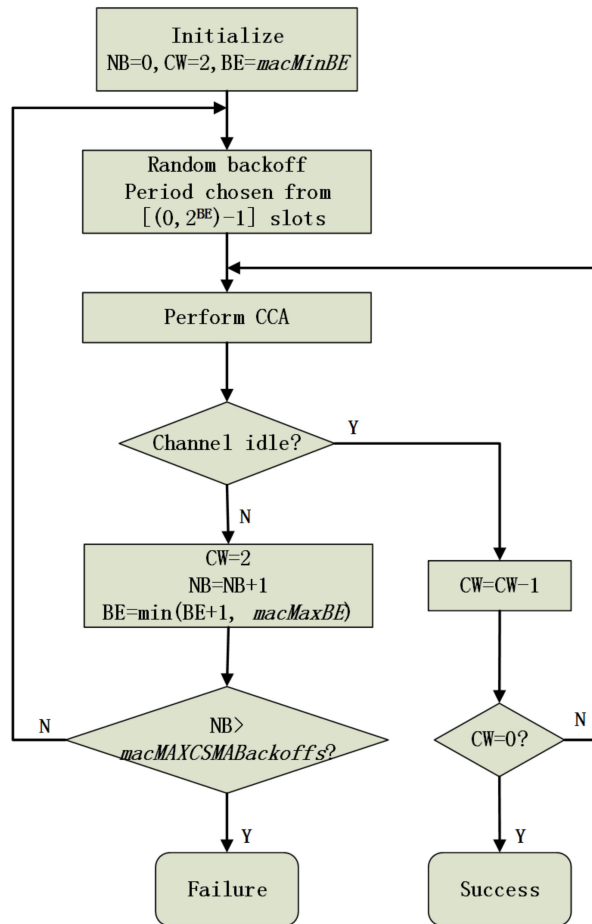 Initialize
NB=0,CW=2,BE=macMinBE
Random backoff
Period chosen from
[(0,2^BE)-1] slots
Perform CCA
Channel idle?
Y
N
CW=2
NB=NB+1
BE=min(BE+1, macMaxBE)
CW=CW-1
N
NB>
macMAXCSMABackoffs?
CW=0?
N
Y
Y
Failure
Success